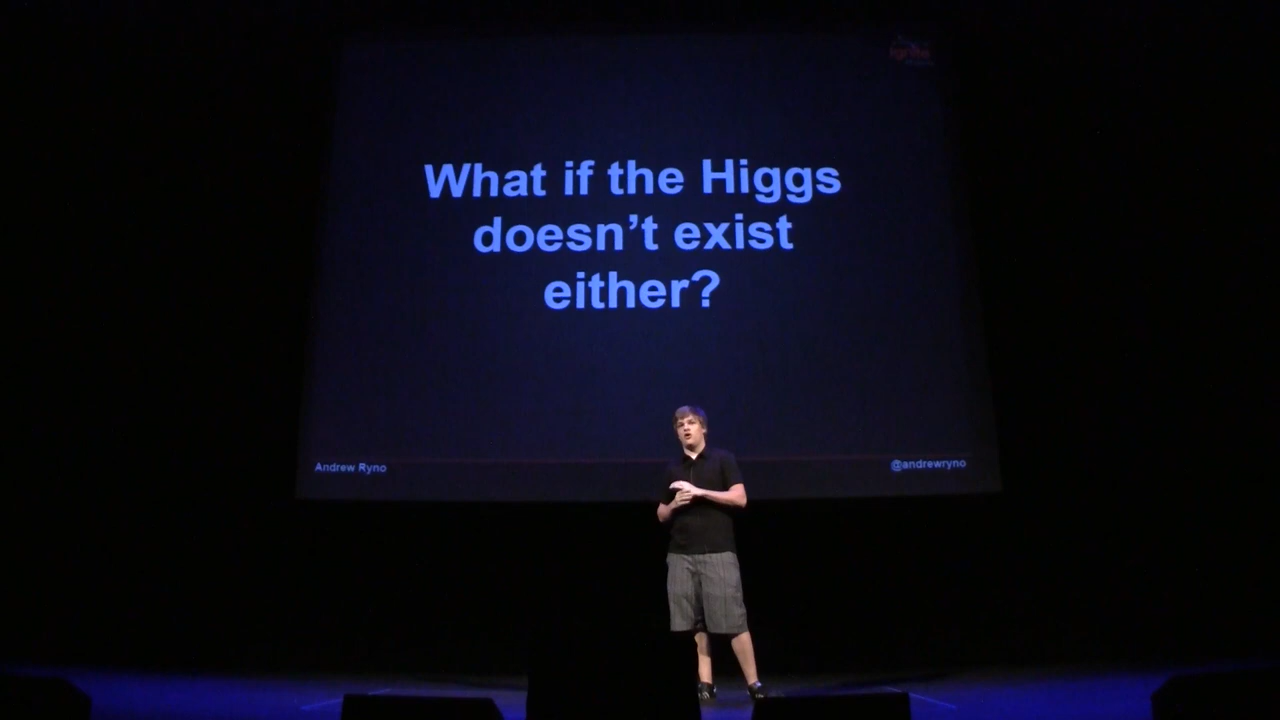 What if the Higgs
doesn’t exist
either?
Andrew Ryno
@andrewryno